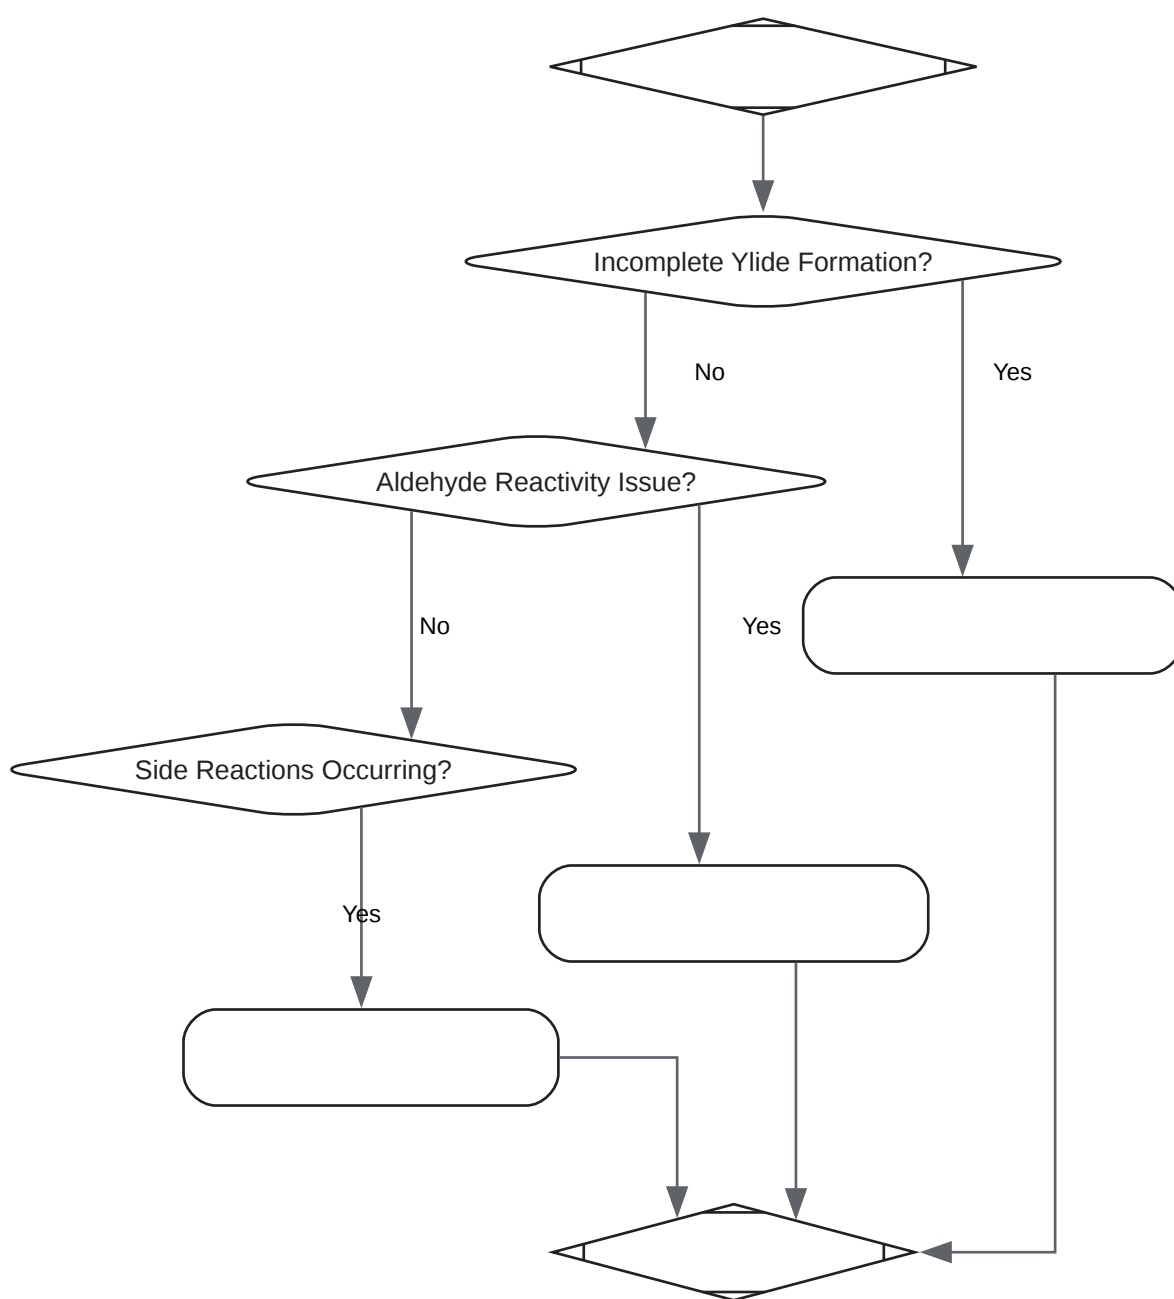 Incomplete Ylide Formation?
No
Yes
Aldehyde Reactivity Issue?
No
Yes
Side Reactions Occurring?
Yes